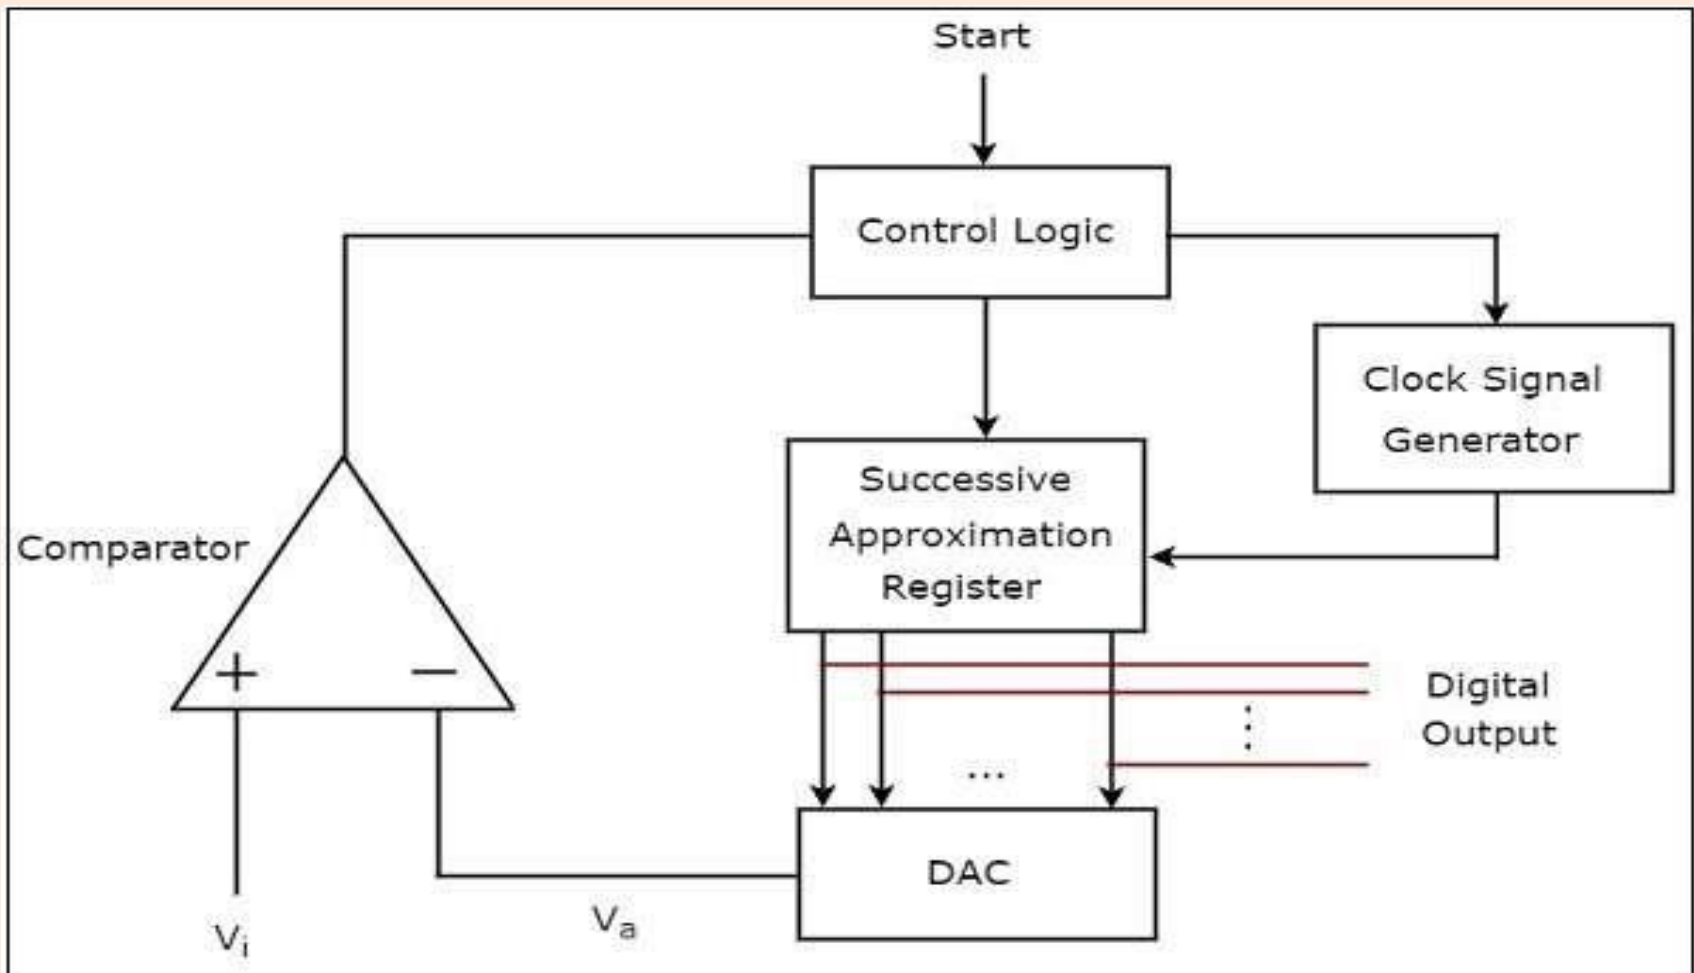 Start
Control Logic
Clock Signal
Generator
Successive
Approximation
Register
Comparator
+
—
Digital
Output
...
...
DAC
Va
Vi